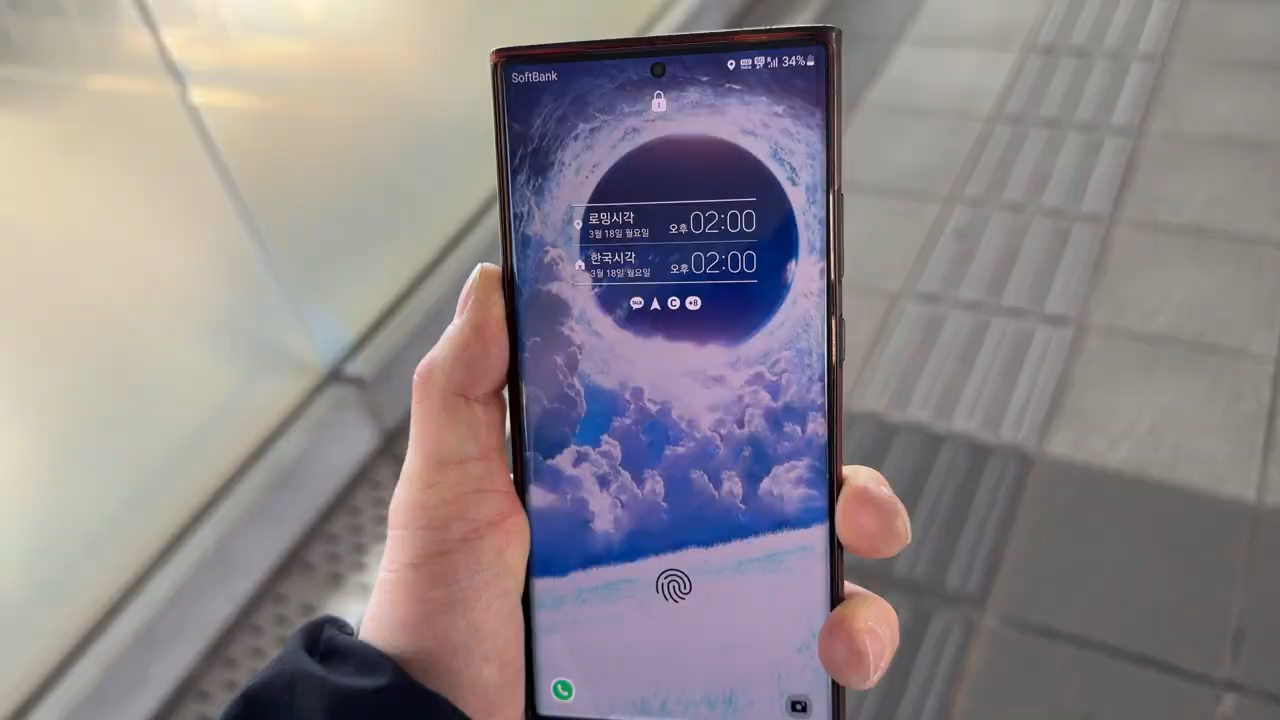 SoftBank
34%
로밍시각
3월 18일 월요일 오후 02:00
한국시각
3월 18일 월요일 오후 02:00
TALK C +8